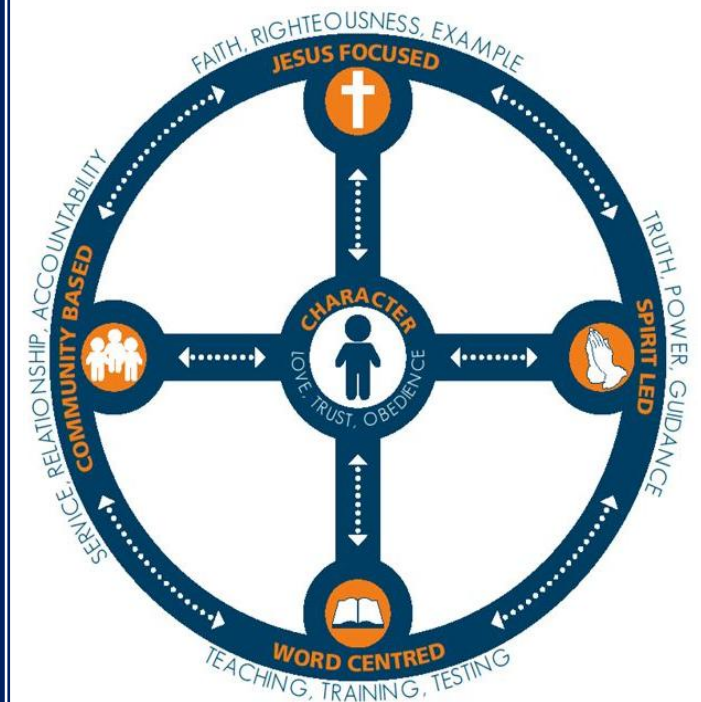 FAITH, RIGHTEOUSNESS, EXAMPLE
JESUS FOCUSED
SERVICE, RELATIONSHIP, ACCOUNTABILITY
COMMUNITY BASED
CHARACTER
LOVE, TRUST, OBEDIENCE
SPIRIT LED
TRUTH, POWER, GUIDANCE
WORD CENTRED
TEACHING, TRAINING, TESTING